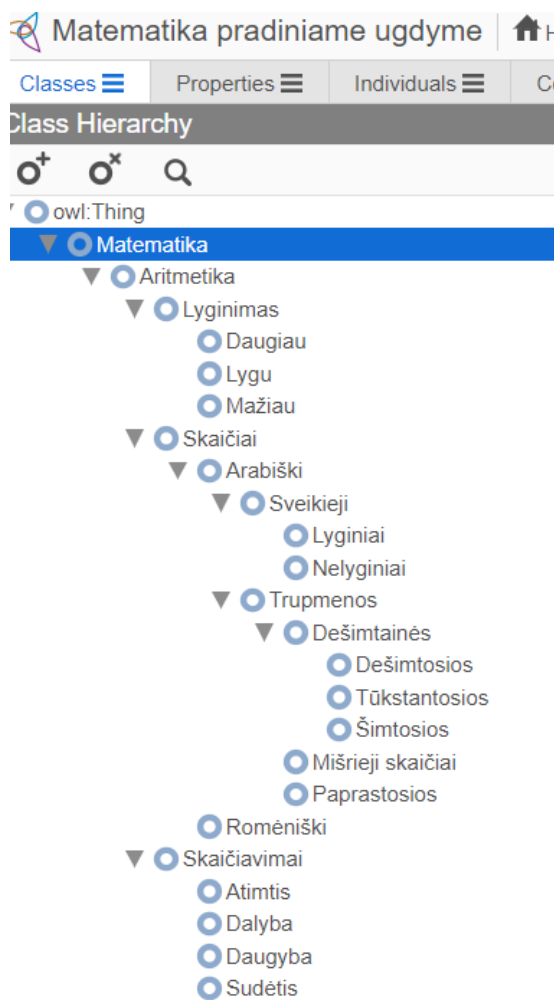 Matematika pradiniame ugdyme H
Classes Properties Individuals C
Class Hierarchy
owl:Thing
Matematika
Aritmetika
Lyginimas
Daugiau
Lygu
Mažiau
Skaičiai
Arabiški
Sveikieji
Lyginiai
Nelyginiai
Trupmenos
Dešimtainės
Dešimtosios
Tūkstantosios
Šimtosios
Mišrieji skaičiai
Paprastosios
Romėniški
Skaičiavimai
Atimtis
Dalyba
Daugyba
Sudėtis